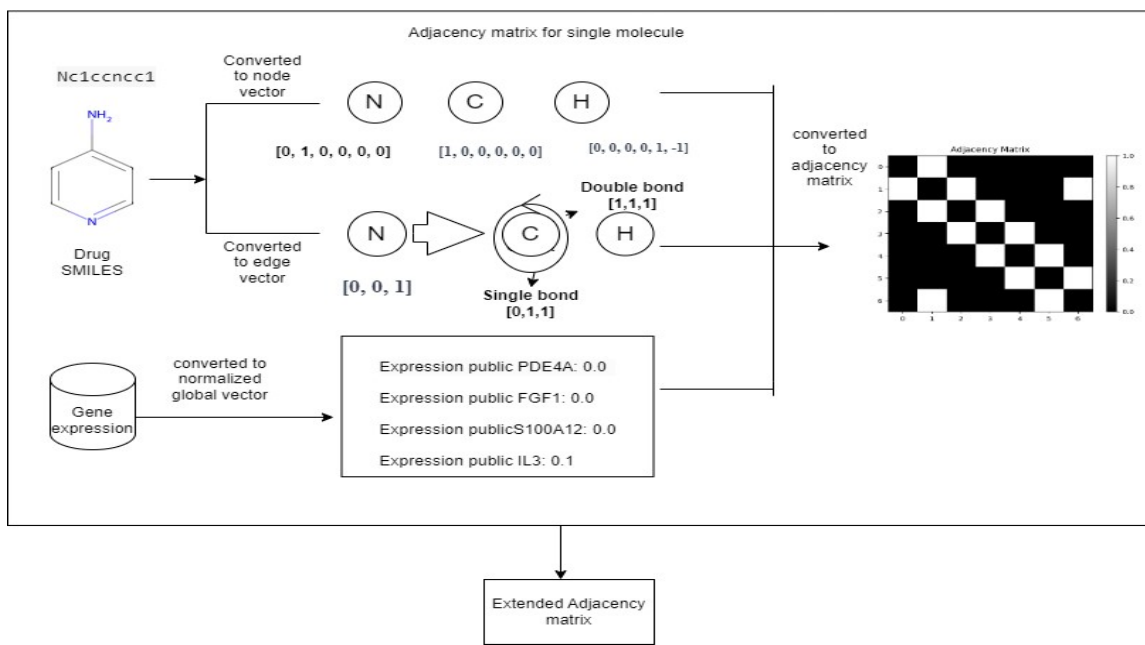 Adjacency matrix for single molecule
Nc1ccncc1
NH2
N
Drug
SMILES
Converted
to node
vector
N
C
H
[0, 1, 0, 0, 0, 0]
[1, 0, 0, 0, 0, 0]
[0, 0, 0, 0, 1, -1]
Converted
to edge
vector
N
C
H
Double bond
[1,1,1]
[0, 0, 1]
Single bond
[0,1,1]
converted
to
adjacency
matrix
Adjacency Matrix
0
1
2
3
4
5
6
0 1 2 3 4 5 6
1.0
0.8
0.6
0.4
0.2
0.0
Gene
expression
converted to
normalized
global vector
Expression public PDE4A: 0.0
Expression public FGF1: 0.0
Expression publicS100A12: 0.0
Expression public IL3: 0.1
Extended Adjacency
matrix